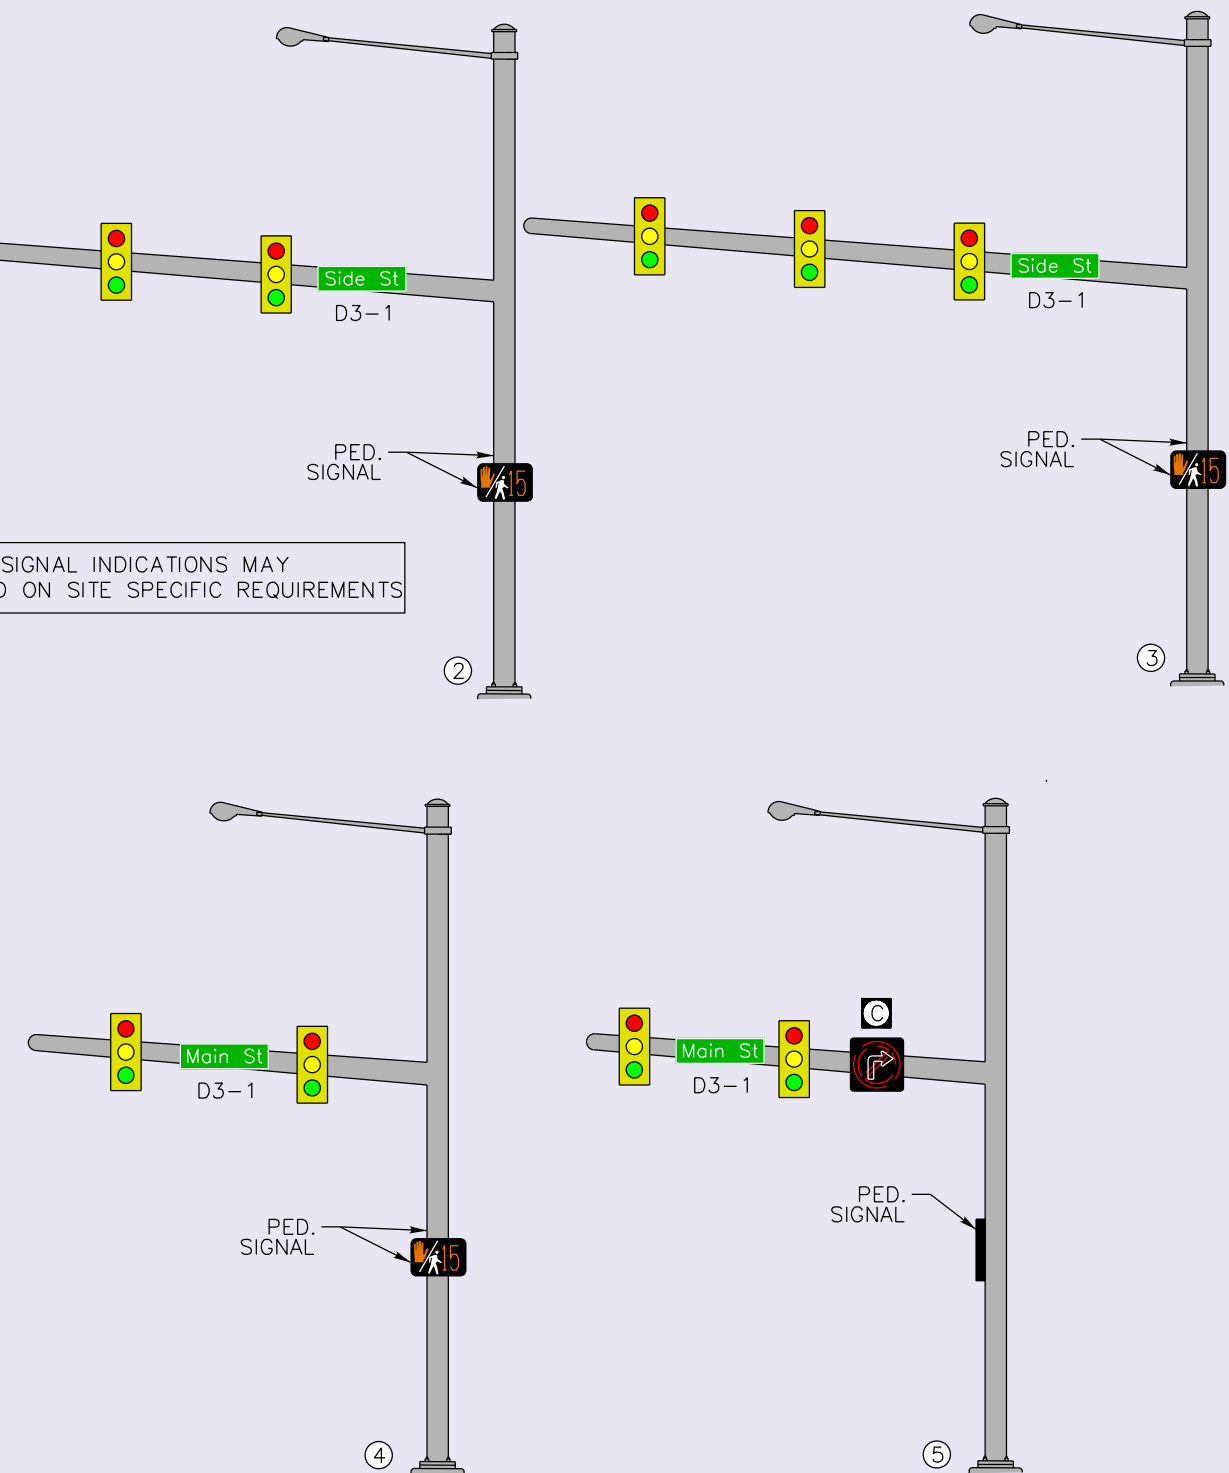 Side St
D3-1
PED.
SIGNAL
15
SIGNAL INDICATIONS MAY
ON SITE SPECIFIC REQUIREMENTS
2
Side St
D3-1
PED.
SIGNAL
15
3
Main St
D3-1
PED.
SIGNAL
15
4
C
Main St
D3-1
PED.
SIGNAL
5